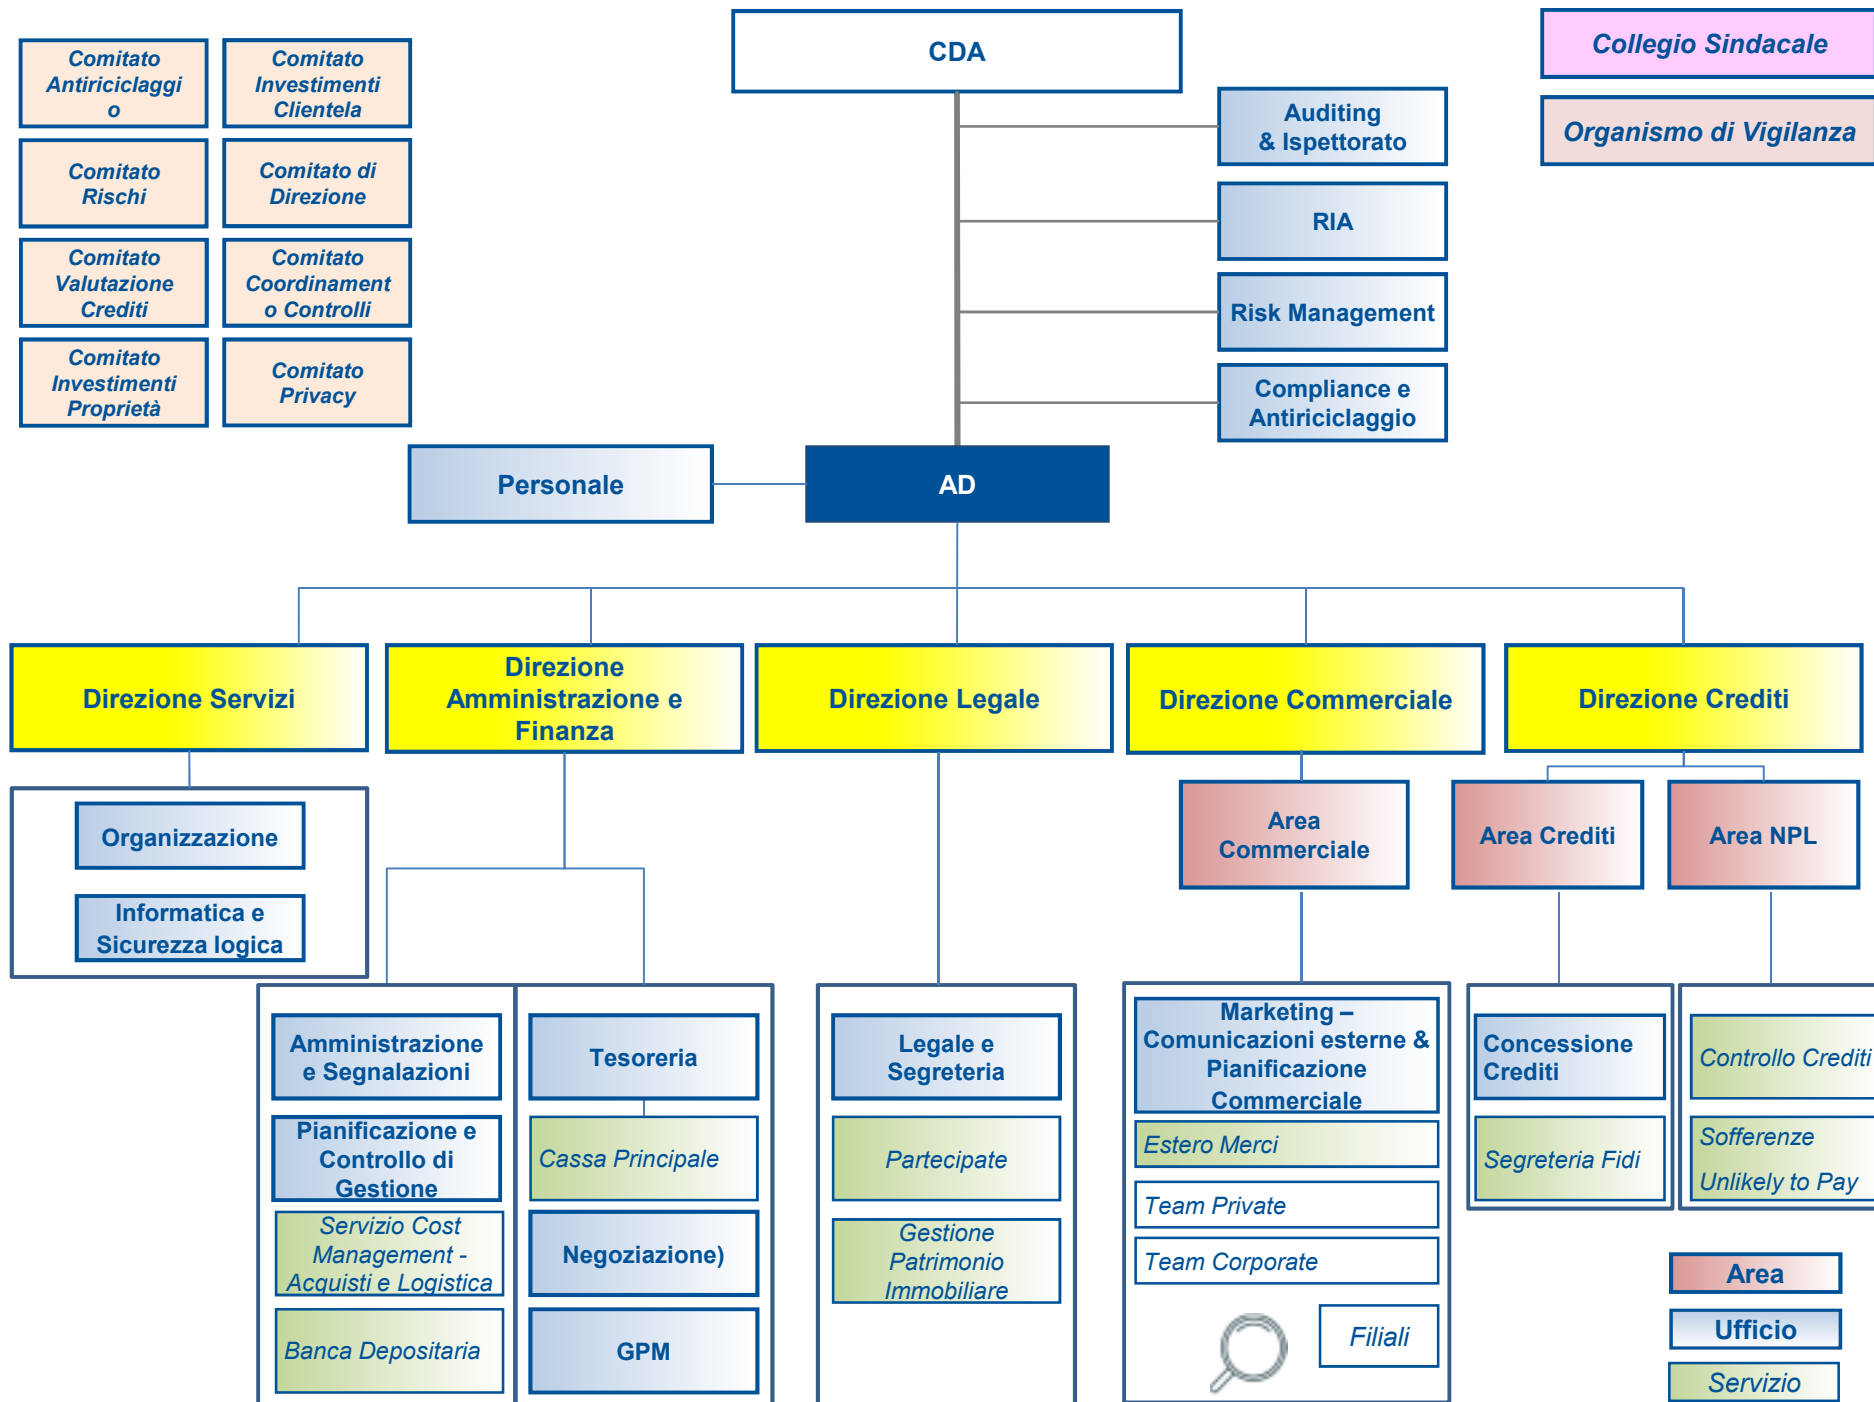 CDA
Collegio Sindacale
Organismo di Vigilanza
Comitato
Antiriciclaggi
o
Comitato
Investimenti
Clientela
Comitato
Rischi
Comitato di
Direzione
Comitato
Valutazione
Crediti
Comitato
Coordinament
o Controlli
Comitato
Investimenti
Proprietà
Comitato
Privacy
Auditing
& Ispettorato
RIA
Risk Management
Compliance e
Antiriciclaggio
Personale
AD
Direzione Servizi
Direzione
Amministrazione e
Finanza
Direzione Legale
Direzione Commerciale
Direzione Crediti
Organizzazione
Informatica e
Sicurezza logica
Area
Commerciale
Area Crediti
Area NPL
Amministrazione
e Segnalazioni
Pianificazione e
Controllo di
Gestione
Servizio Cost
Management -
Acquisti e Logistica
Banca Depositaria
Tesoreria
Cassa Principale
Negoziazione)
GPM
Legale e
Segreteria
Partecipate
Gestione
Patrimonio
Immobiliare
Marketing –
Comunicazioni esterne &
Pianificazione
Commerciale
Estero Merci
Team Private
Team Corporate
Filiali
Concessione
Crediti
Segreteria Fidi
Controllo Crediti
Sofferenze
Unlikely to Pay
Area
Ufficio
Servizio